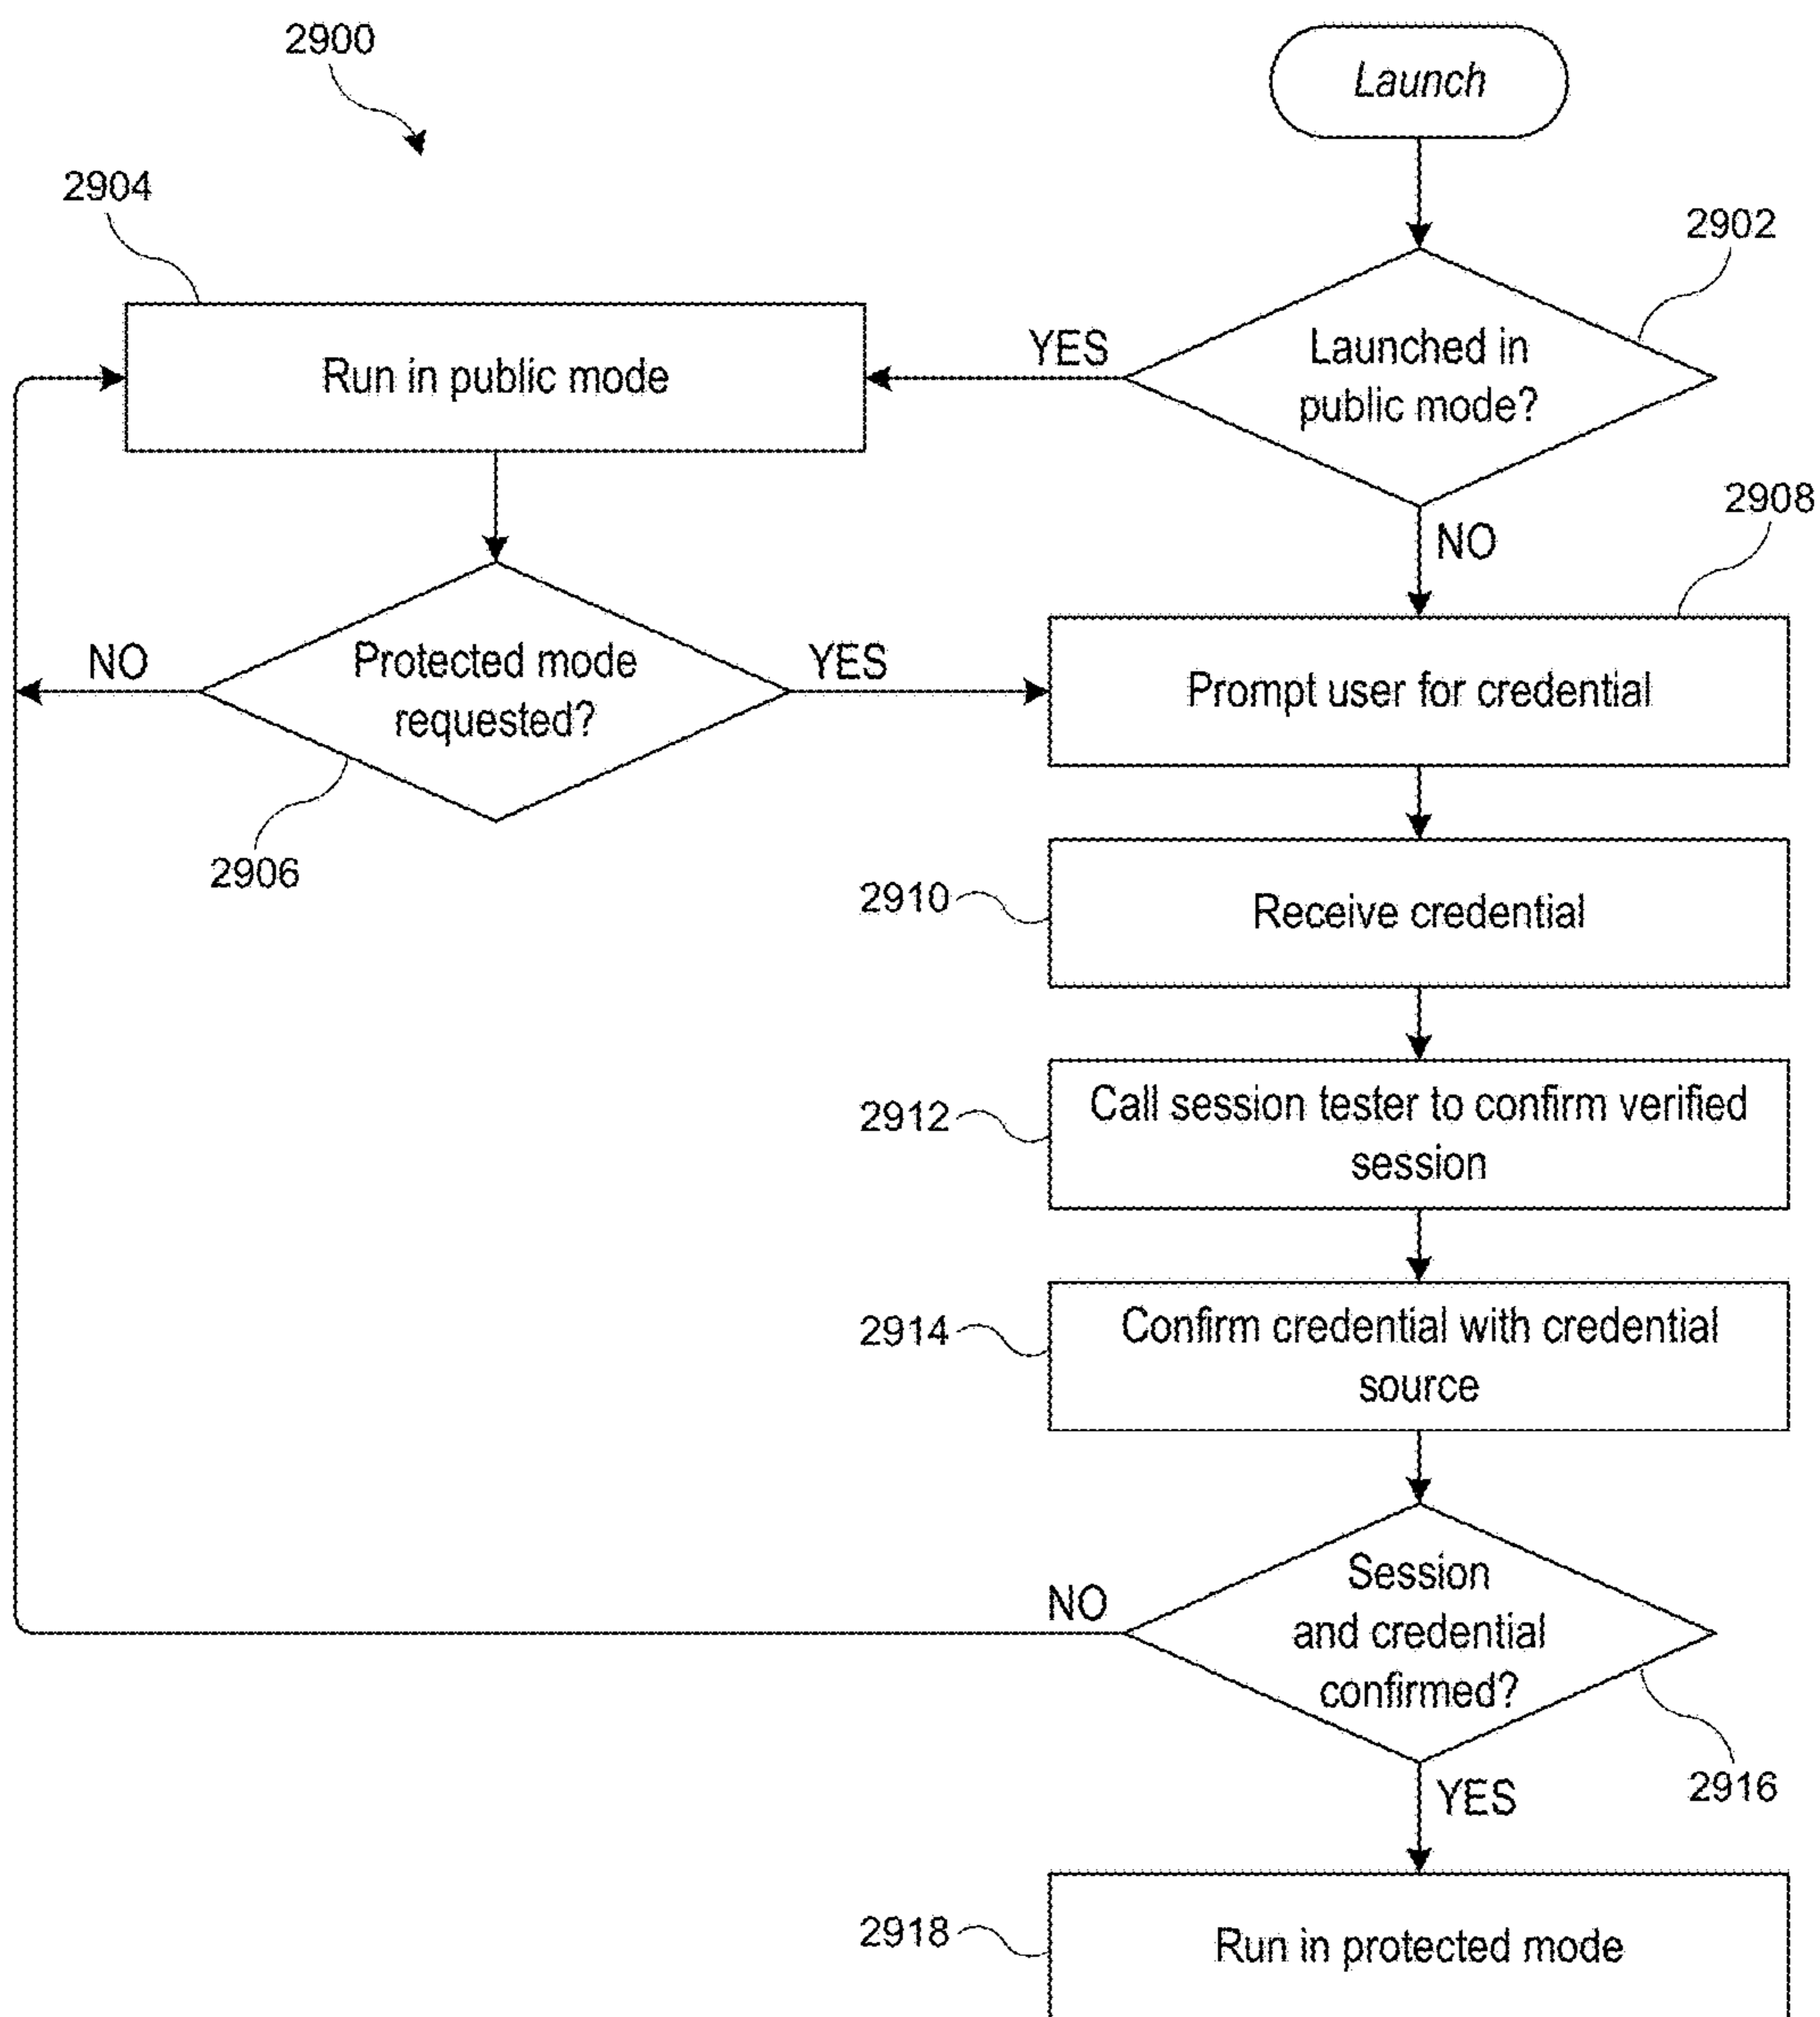 2900
Launch
2904
2902
Run in public mode
YES
Launched in
public mode?
2908
NO
NO
Protected mode
requested?
YES
Prompt user for credential
2906
2910
Receive credential
2912
Call session tester to confirm verified
session
2914
Confirm credential with credential
source
NO
Session
and credential
confirmed?
2916
YES
2918
Run in protected mode